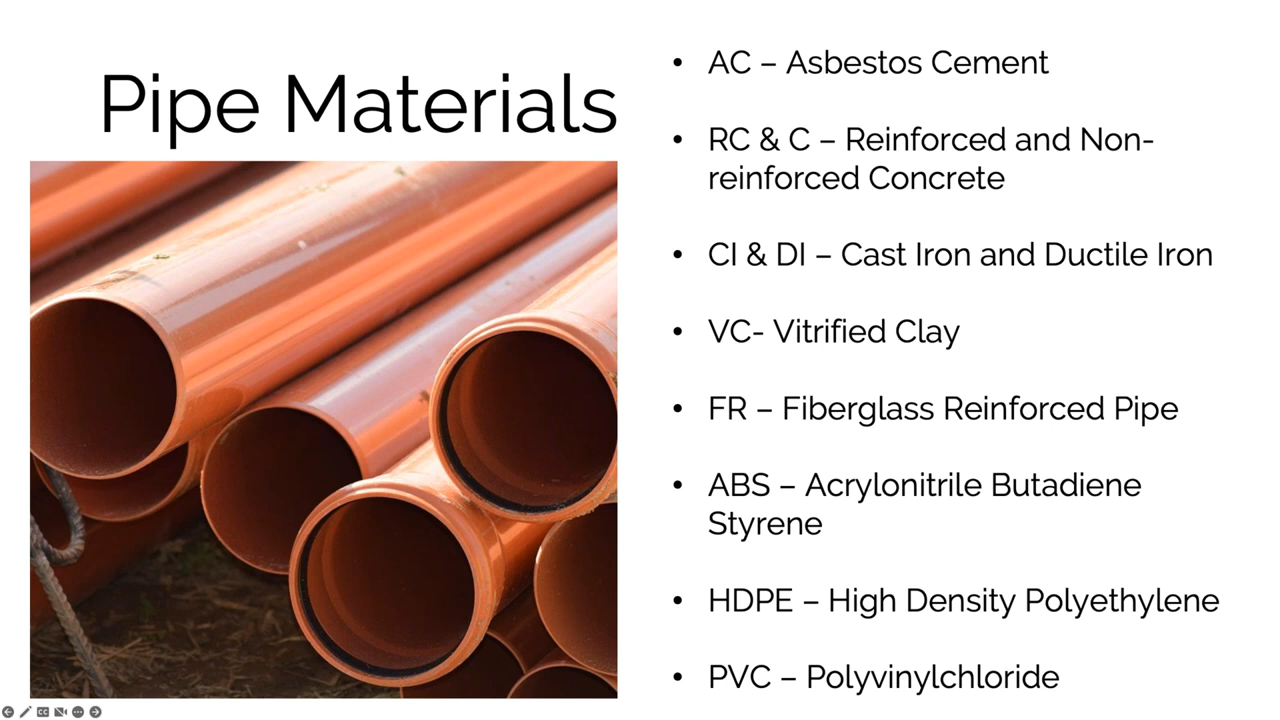 Pipe Materials
• AC – Asbestos Cement
• RC & C – Reinforced and Non-
reinforced Concrete
• CI & DI – Cast Iron and Ductile Iron
• VC- Vitrified Clay
• FR – Fiberglass Reinforced Pipe
• ABS – Acrylonitrile Butadiene
Styrene
• HDPE – High Density Polyethylene
• PVC – Polyvinylchloride